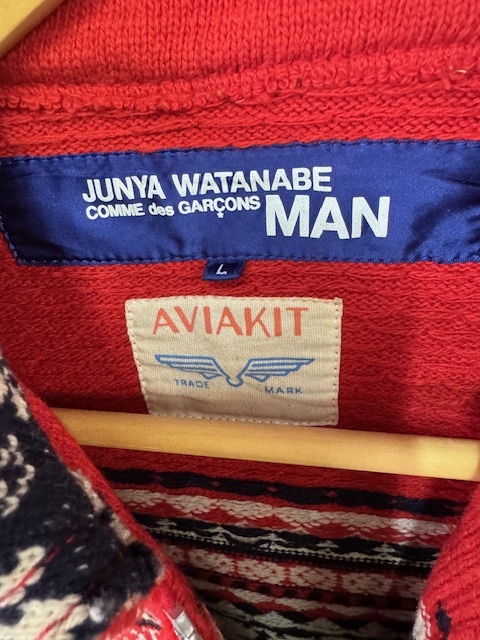 JUNYA WATANABE
COMME des GARÇONS MAN
L
AVIAKIT
TRADE MARK